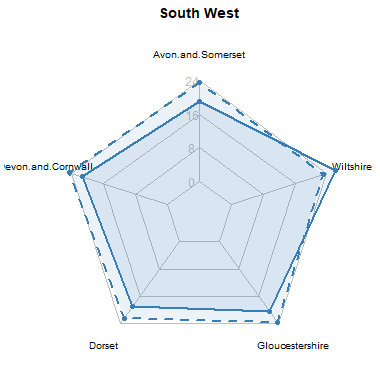 South West
Avon.and.Somerset
24
16
8
0
evon.and.Cornwall
Wiltshire
Dorset
Gloucestershire